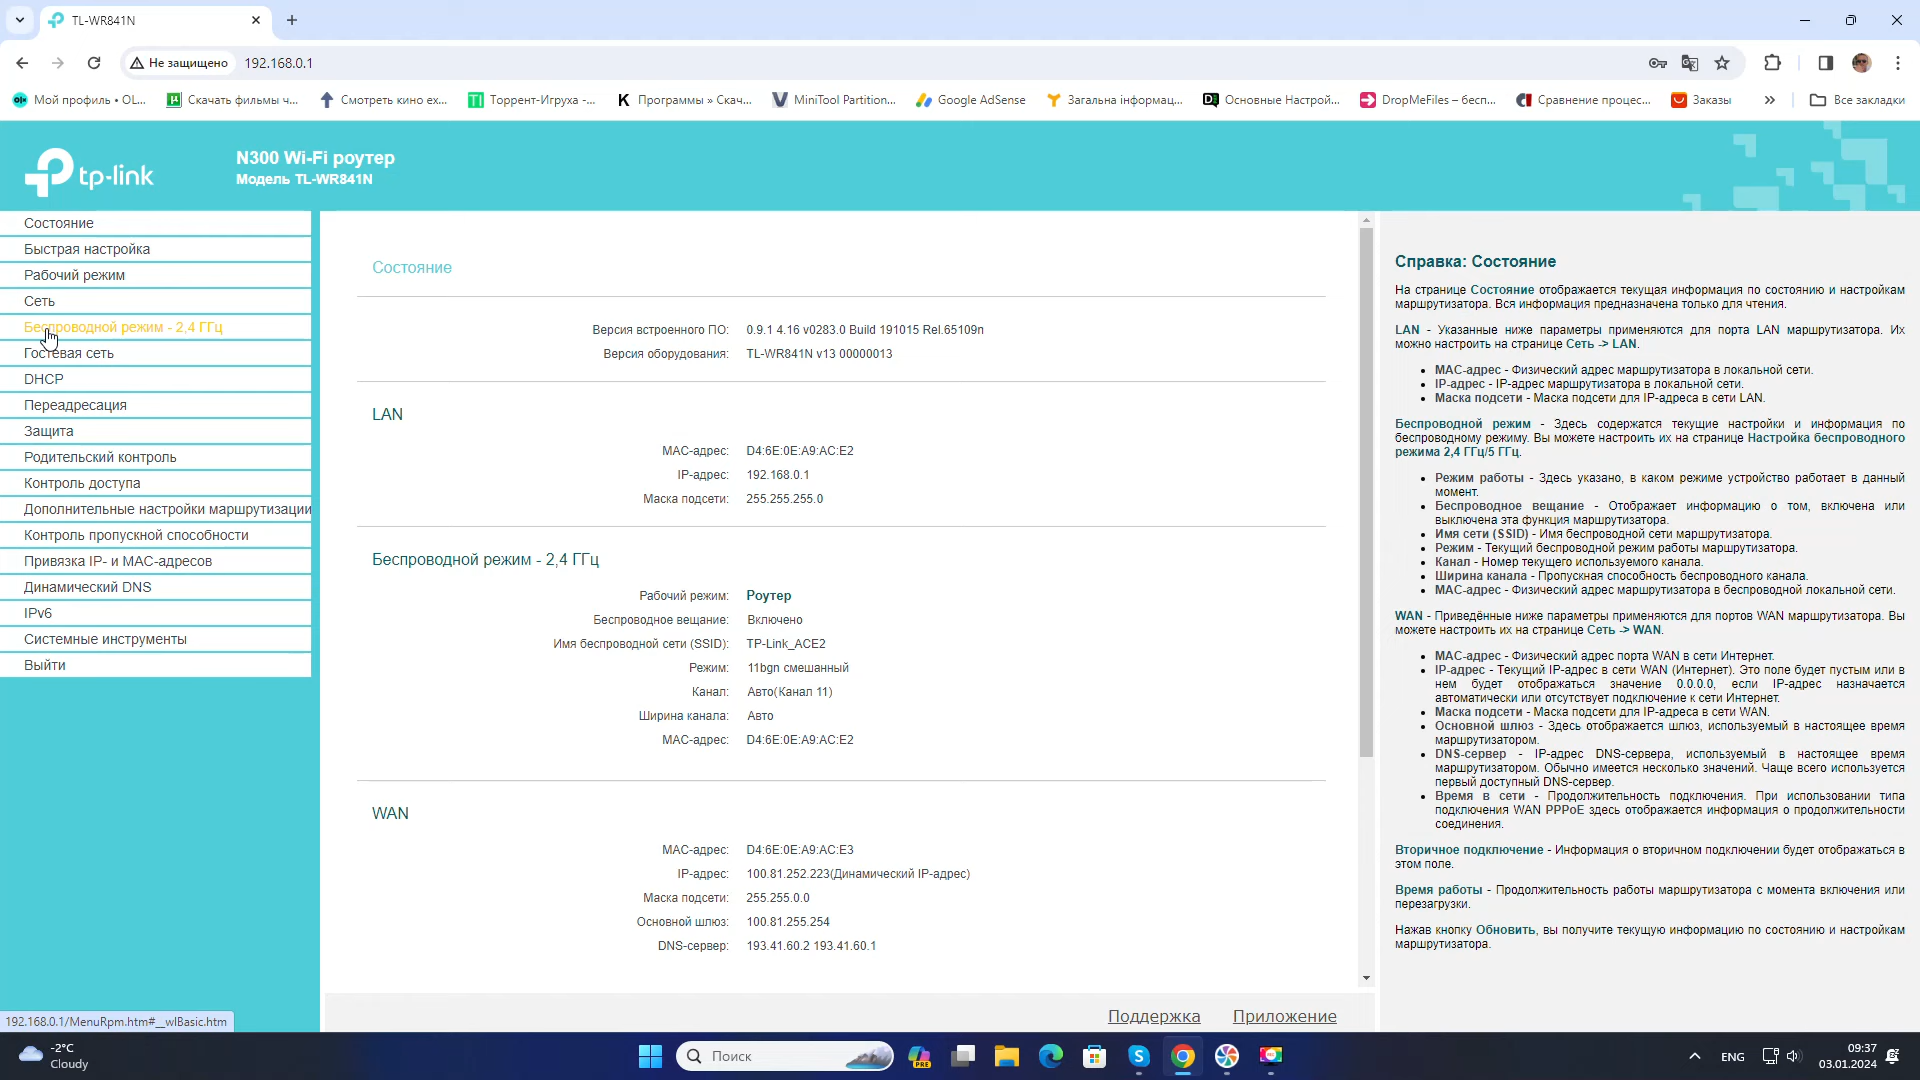 TL-WR841N
Не защищено
192.168.0.1
Мой профиль • OL...
Скачать фильмы ч...
Смотреть кино ех...
Торрент-Игруха -...
Программы » Скач...
MiniTool Partition...
Google AdSense
Загальна інформац...
Основные Настрой...
DropMeFiles – бесп...
Сравнение процес...
Заказы
»
Все закладки
tp-link
N300 Wi-Fi роутер
Модель TL-WR841N
Состояние
Быстрая настройка
Рабочий режим
Сеть
Беспроводной режим - 2,4 ГГц
Гостевая сеть
DHCP
Переадресация
Защита
Родительский контроль
Контроль доступа
Дополнительные настройки маршрутизации
Контроль пропускной способности
Привязка IP- и MAC-адресов
Динамический DNS
IPv6
Системные инструменты
Выйти
Состояние
Версия встроенного ПО: 0.9.1 4.16 v0283.0 Build 191015 Rel.65109n
Версия оборудования: TL-WR841N v13 00000013
LAN
MAC-адрес: D4:6E:0E:A9:AC:E2
IP-адрес: 192.168.0.1
Маска подсети: 255.255.255.0
Беспроводной режим - 2,4 ГГц
Рабочий режим: Роутер
Беспроводное вещание: Включено
Имя беспроводной сети (SSID): TP-Link_ACE2
Режим: 11bgn смешанный
Канал: Авто(Канал 11)
Ширина канала: Авто
MAC-адрес: D4:6E:0E:A9:AC:E2
WAN
MAC-адрес: D4:6E:0E:A9:AC:E3
IP-адрес: 100.81.252.223(Динамический IP-адрес)
Маска подсети: 255.255.0.0
Основной шлюз: 100.81.255.254
DNS-сервер: 193.41.60.2 193.41.60.1
Поддержка Приложение
Справка: Состояние
На странице Состояние отображается текущая информация по состоянию и настройкам
маршрутизатора. Вся информация предназначена только для чтения.
LAN - Указанные ниже параметры применяются для порта LAN маршрутизатора. Их
можно настроить на странице Сеть -> LAN.
• MAC-адрес - Физический адрес маршрутизатора в локальной сети.
• IP-адрес - IP-адрес маршрутизатора в локальной сети.
• Маска подсети - Маска подсети для IP-адреса в сети LAN.
Беспроводной режим - Здесь содержатся текущие настройки и информация по
беспроводному режиму. Вы можете настроить их на странице Настройка беспроводного
режима 2,4 ГГц/5 ГГц.
• Режим работы - Здесь указано, в каком режиме устройство работает в данный
момент.
• Беспроводное вещание - Отображает информацию о том, включена или
выключена эта функция маршрутизатора.
• Имя сети (SSID) - Имя беспроводной сети маршрутизатора.
• Режим - Текущий беспроводной режим работы маршрутизатора.
• Канал - Номер текущего используемого канала.
• Ширина канала - Пропускная способность беспроводного канала.
• MAC-адрес - Физический адрес маршрутизатора в беспроводной локальной сети.
WAN - Приведённые ниже параметры применяются для портов WAN маршрутизатора. Вы
можете настроить их на странице Сеть -> WAN.
• MAC-адрес - Физический адрес порта WAN в сети Интернет.
• IP-адрес - Текущий IP-адрес в сети WAN (Интернет). Это поле будет пустым или в
нем будет отображаться значение 0.0.0.0, если IP-адрес назначается
автоматически или отсутствует подключение к сети Интернет.
• Маска подсети - Маска подсети для IP-адреса в сети WAN.
• Основной шлюз - Здесь отображается шлюз, используемый в настоящее время
маршрутизатором.
• DNS-сервер - IP-адрес DNS-сервера, используемый в настоящее время
маршрутизатором. Обычно имеется несколько значений. Чаще всего используется
первый доступный DNS-сервер.
• Время в сети - Продолжительность подключения. При использовании типа
подключения WAN PPPoE здесь отображается информация о продолжительности
соединения.
Вторичное подключение - Информация о вторичном подключении будет отображаться в
этом поле.
Время работы - Продолжительность работы маршрутизатора с момента включения или
перезагрузки.
Нажав кнопку Обновить, вы получите текущую информацию по состоянию и настройкам
маршрутизатора.
192.168.0.1/MenuRpm.htm#__wlBasic.htm
-2°C
Cloudy
Поиск
PRE
ENG
09:37
03.01.2024